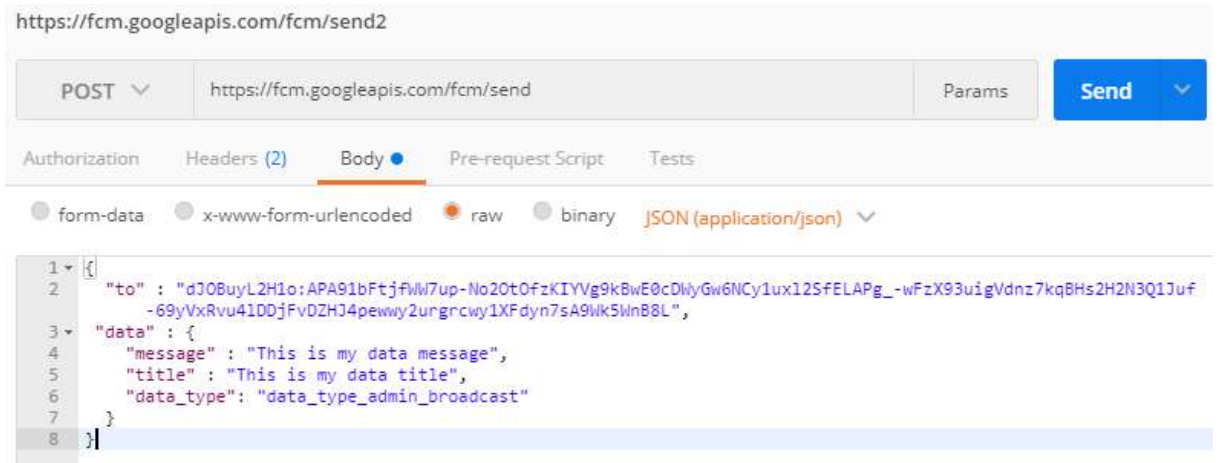 https://fcm.googleapis.com/fcm/send2
POST https://fcm.googleapis.com/fcm/send Params Send
Authorization Headers (2) Body Pre-request Script Tests
form-data x-www-form-urlencoded raw binary JSON (application/json)
1 {
2 "to" : "dJOBuyL2H1o:APA91bFtjfWW7up-No2OtOfzKIYVg9kBwE0cDWyGw6NCy1uxl2SfELAPg_-wFzX93uigVdnz7kqBHs2H2N3Q1Juf
-69yVxRvu4lDDjFvDZHJ4pewwy2urgrcwy1XFdyn7sA9Wk5WnB8L",
3 "data" : {
4 "message" : "This is my data message",
5 "title" : "This is my data title",
6 "data_type": "data_type_admin_broadcast"
7 }
8 }